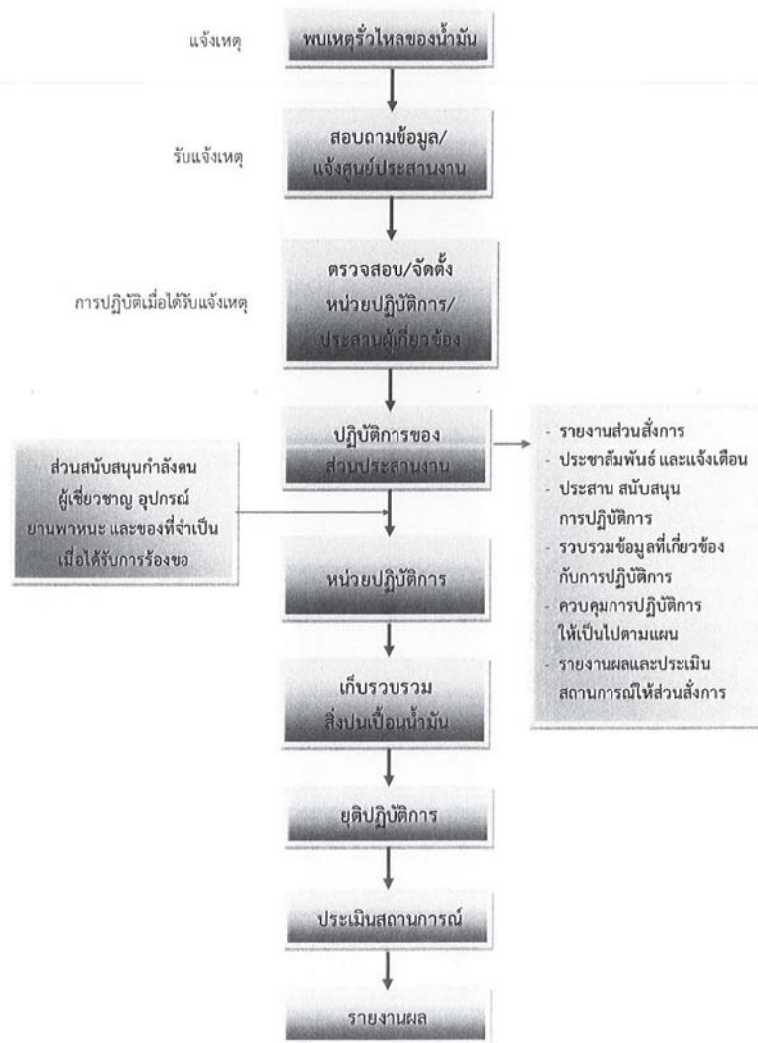 แจ้งเหตุ
พบเหตุรั่วไหลของน้ำมัน
รับแจ้งเหตุ
สอบถามข้อมูล/
แจ้งศูนย์ประสานงาน
การปฏิบัติเมื่อได้รับแจ้งเหตุ
ตรวจสอบ/จัดตั้ง
หน่วยปฏิบัติการ/
ประสานผู้เกี่ยวข้อง
ปฏิบัติการของ
ส่วนประสานงาน
- รายงานส่วนสั่งการ
- ประชาสัมพันธ์ และแจ้งเตือน
- ประสาน สนับสนุน
การปฏิบัติการ
- รวบรวมข้อมูลที่เกี่ยวข้อง
กับการปฏิบัติการ
- ควบคุมการปฏิบัติการ
ให้เป็นไปตามแผน
- รายงานผลและประเมิน
สถานการณ์ให้ส่วนสั่งการ
ส่วนสนับสนุนกำลังคน
ผู้เชี่ยวชาญ อุปกรณ์
ยานพาหนะ และของที่จำเป็น
เมื่อได้รับการร้องขอ
หน่วยปฏิบัติการ
เก็บรวบรวม
สิ่งปนเปื้อนน้ำมัน
ยุติปฏิบัติการ
ประเมินสถานการณ์
รายงานผล